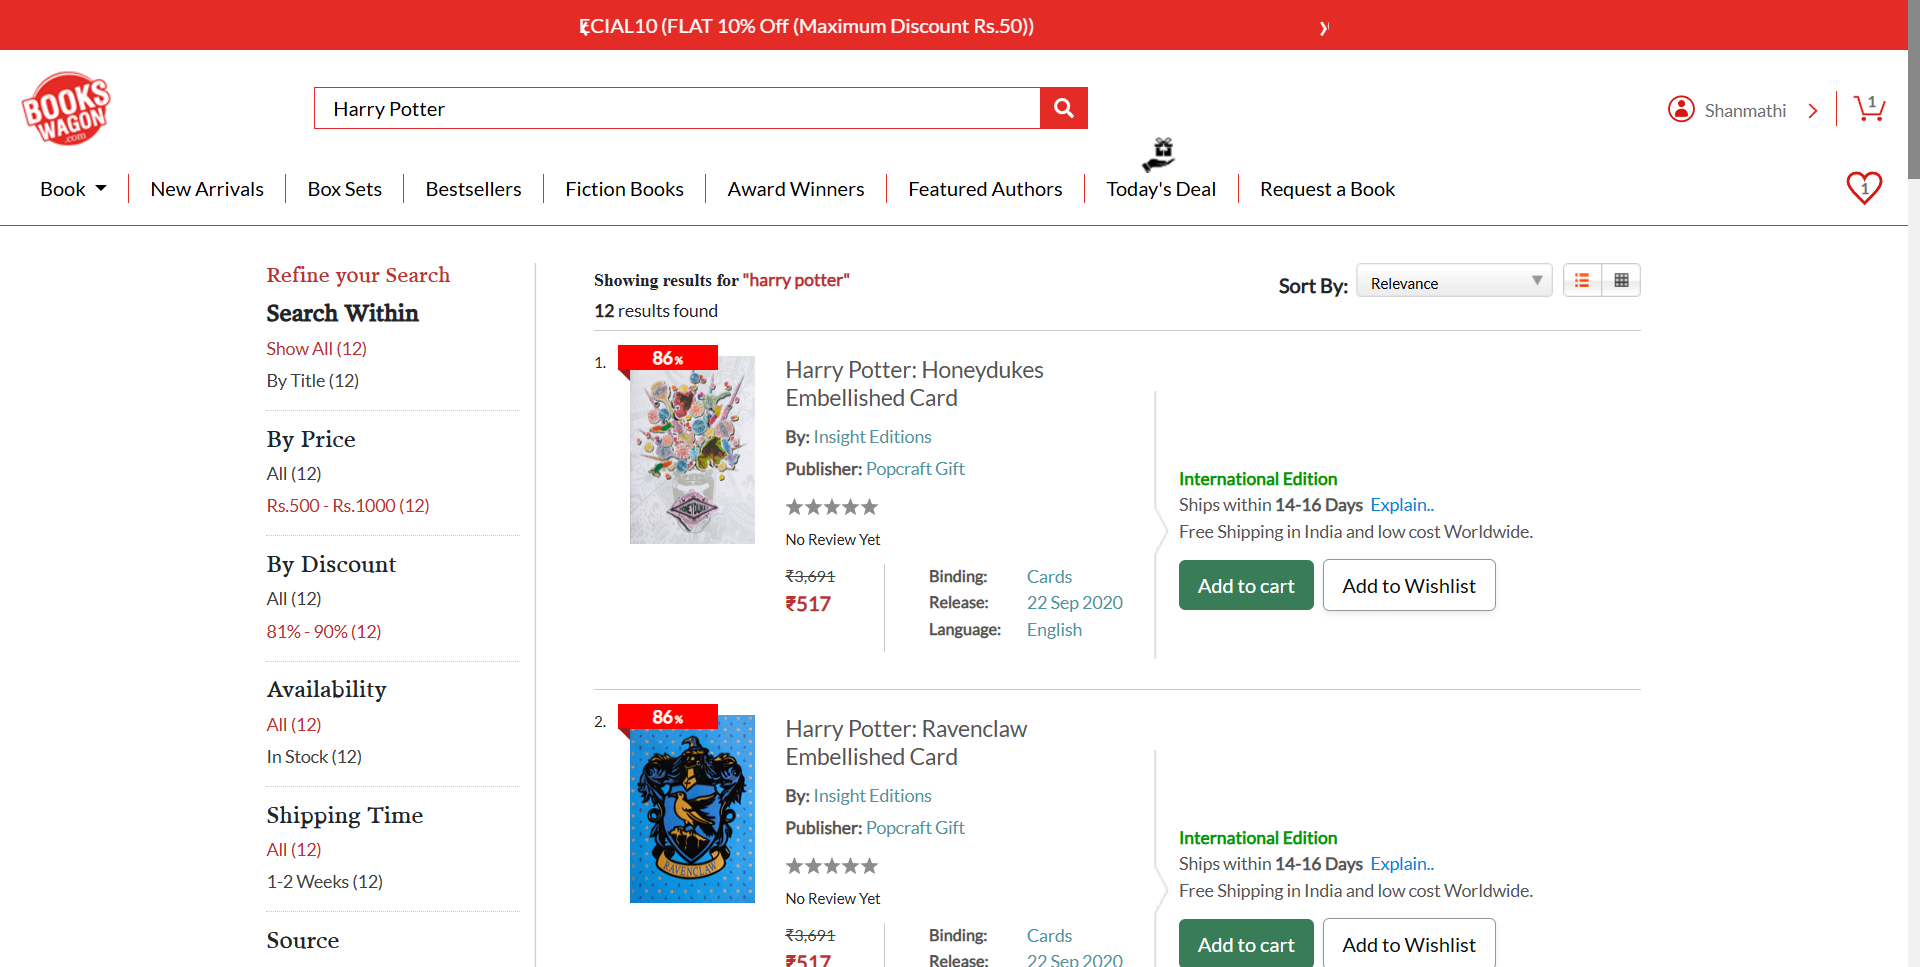 ECIAL10 (FLAT 10% Off (Maximum Discount Rs.50))
BOOKS
WAGON
.com
Harry Potter
Shanmathi
1
Book
New Arrivals
Box Sets
Bestsellers
Fiction Books
Award Winners
Featured Authors
Today's Deal
Request a Book
1
Refine your Search
Search Within
Show All (12)
By Title (12)
By Price
All (12)
Rs.500 - Rs.1000 (12)
By Discount
All (12)
81% - 90% (12)
Availability
All (12)
In Stock (12)
Shipping Time
All (12)
1-2 Weeks (12)
Source
Showing results for "harry potter"
12 results found
Sort By:
Relevance
1.
86%
HONEYDUKES
Harry Potter: Honeydukes
Embellished Card
By: Insight Editions
Publisher: Popcraft Gift
No Review Yet
₹3,691
₹517
Binding: Cards
Release: 22 Sep 2020
Language: English
International Edition
Ships within 14-16 Days Explain..
Free Shipping in India and low cost Worldwide.
Add to cart
Add to Wishlist
2.
86%
RAVENCLAW
Harry Potter: Ravenclaw
Embellished Card
By: Insight Editions
Publisher: Popcraft Gift
No Review Yet
₹3,691
₹517
Binding: Cards
Release: 22 Sep 2020
International Edition
Ships within 14-16 Days Explain..
Free Shipping in India and low cost Worldwide.
Add to cart
Add to Wishlist